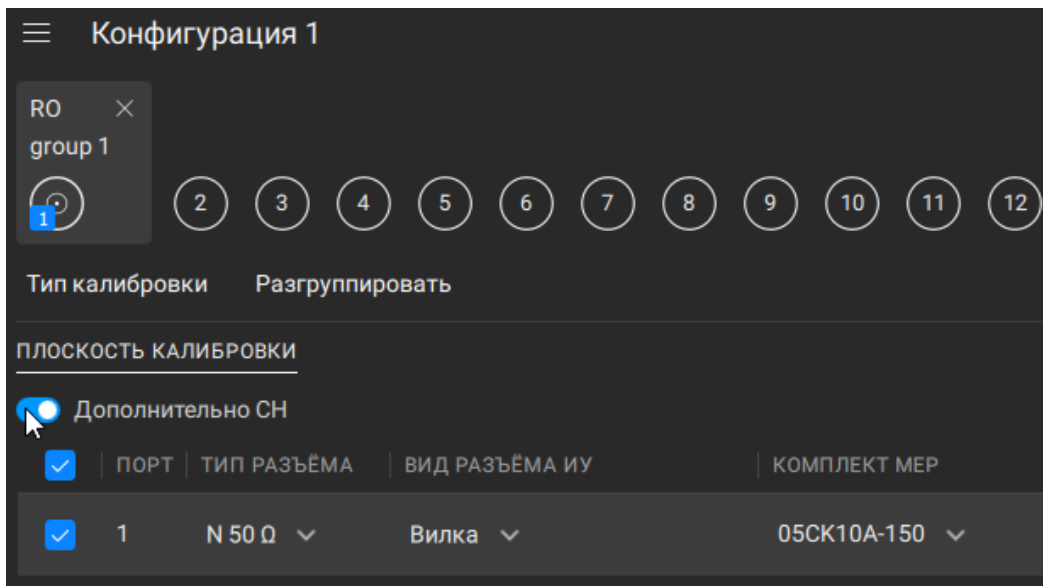 Конфигурация 1
RO
group 1
1 2 3 4 5 6 7 8 9 10 11 12
Тип калибровки Разгруппировать
ПЛОСКОСТЬ КАЛИБРОВКИ
Дополнительно СН
ПОРТ ТИП РАЗЪЁМА ВИД РАЗЪЁМА ИУ КОМПЛЕКТ МЕР
1 N 50 Ω Вилка 05CK10A-150